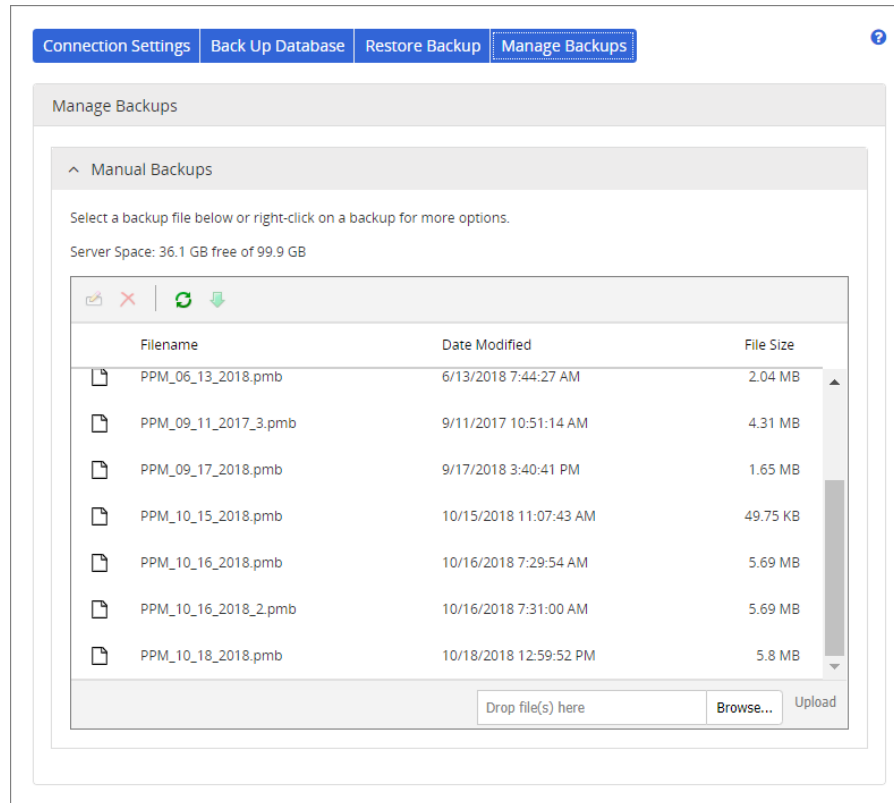 Connection Settings Back Up Database Restore Backup Manage Backups ?
Manage Backups
Manual Backups
Select a backup file below or right-click on a backup for more options.
Server Space: 36.1 GB free of 99.9 GB
Filename Date Modified File Size
PPM_06_13_2018.pmb 6/13/2018 7:44:27 AM 2.04 MB
PPM_09_11_2017_3.pmb 9/11/2017 10:51:14 AM 4.31 MB
PPM_09_17_2018.pmb 9/17/2018 3:40:41 PM 1.65 MB
PPM_10_15_2018.pmb 10/15/2018 11:07:43 AM 49.75 KB
PPM_10_16_2018.pmb 10/16/2018 7:29:54 AM 5.69 MB
PPM_10_16_2018_2.pmb 10/16/2018 7:31:00 AM 5.69 MB
PPM_10_18_2018.pmb 10/18/2018 12:59:52 PM 5.8 MB
Drop file(s) here Browse... Upload